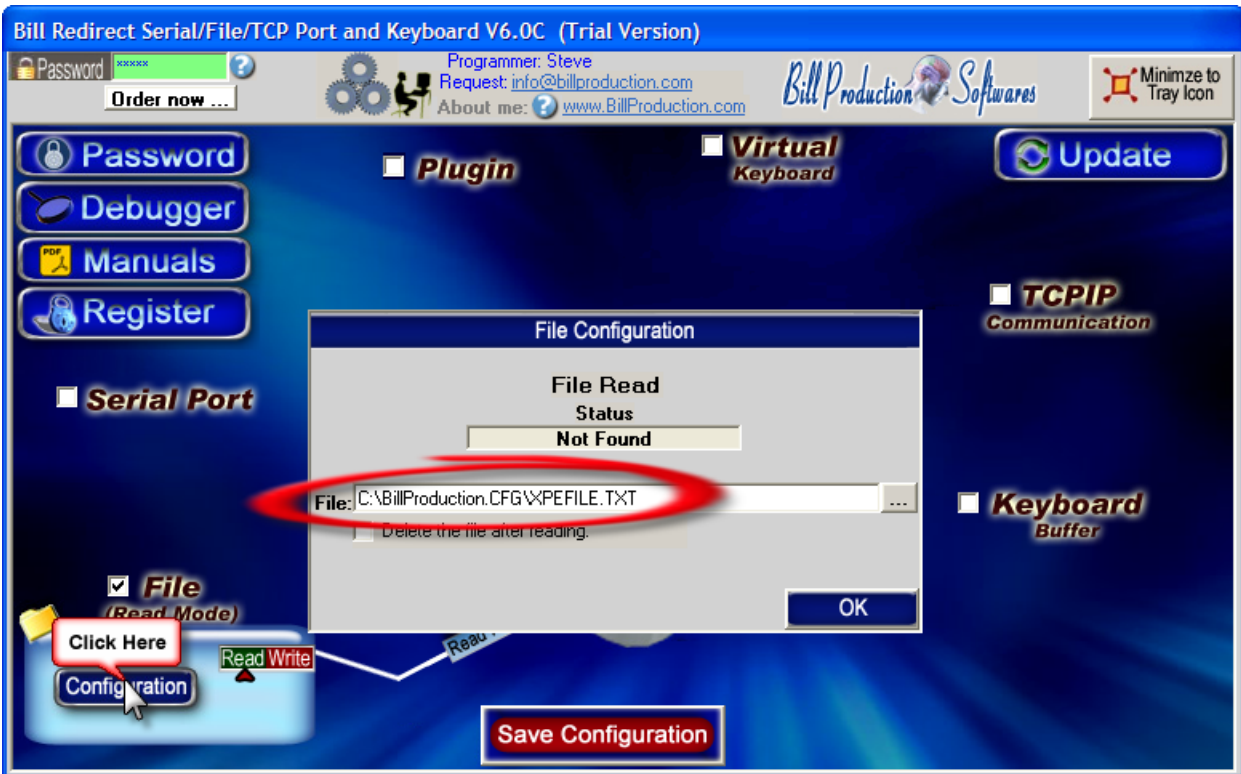 Bill Redirect Serial/File/TCP Port and Keyboard V6.0C (Trial Version)
Password xxxxx ?
Order now ...
Programmer: Steve
Request: info@billproduction.com
About me: ? www.BillProduction.com
Bill Production Softwares
Minimze to
Tray Icon
Password
Plugin
Virtual
Keyboard
Update
Debugger
PDF
Manuals
Register
TCPIP
Communication
Serial Port
File Configuration
File Read
Status
Not Found
File: C:\BillProduction.CFG\XPEFILE.TXT ...
Delete the file after reading.
Keyboard
Buffer
OK
File
(Read Mode)
Click Here
Read Write
Read
Configuration
Save Configuration